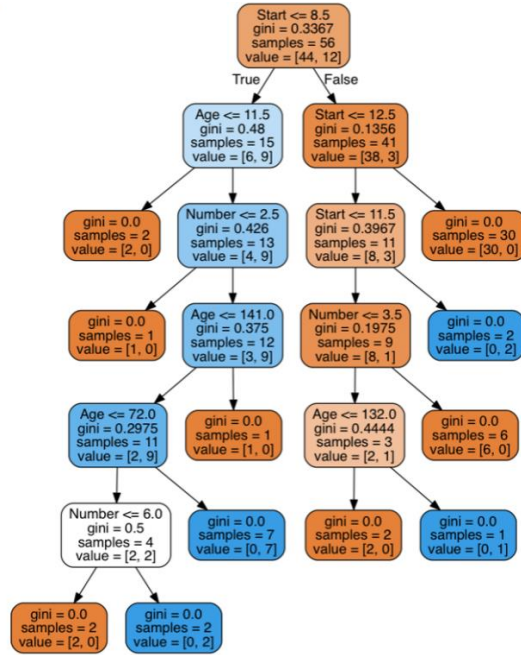 Start <= 8.5
gini = 0.3367
samples = 56
value = [44, 12]
True
False
Age <= 11.5
gini = 0.48
samples = 15
value = [6, 9]
Start <= 12.5
gini = 0.1356
samples = 41
value = [38, 3]
gini = 0.0
samples = 2
value = [2, 0]
Number <= 2.5
gini = 0.426
samples = 13
value = [4, 9]
Start <= 11.5
gini = 0.3967
samples = 11
value = [8, 3]
gini = 0.0
samples = 30
value = [30, 0]
gini = 0.0
samples = 1
value = [1, 0]
Age <= 141.0
gini = 0.375
samples = 12
value = [3, 9]
Number <= 3.5
gini = 0.1975
samples = 9
value = [8, 1]
gini = 0.0
samples = 2
value = [0, 2]
Age <= 72.0
gini = 0.2975
samples = 11
value = [2, 9]
gini = 0.0
samples = 1
value = [1, 0]
Age <= 132.0
gini = 0.4444
samples = 3
value = [2, 1]
gini = 0.0
samples = 6
value = [6, 0]
Number <= 6.0
gini = 0.5
samples = 4
value = [2, 2]
gini = 0.0
samples = 7
value = [0, 7]
gini = 0.0
samples = 2
value = [2, 0]
gini = 0.0
samples = 1
value = [0, 1]
gini = 0.0
samples = 2
value = [2, 0]
gini = 0.0
samples = 2
value = [0, 2]